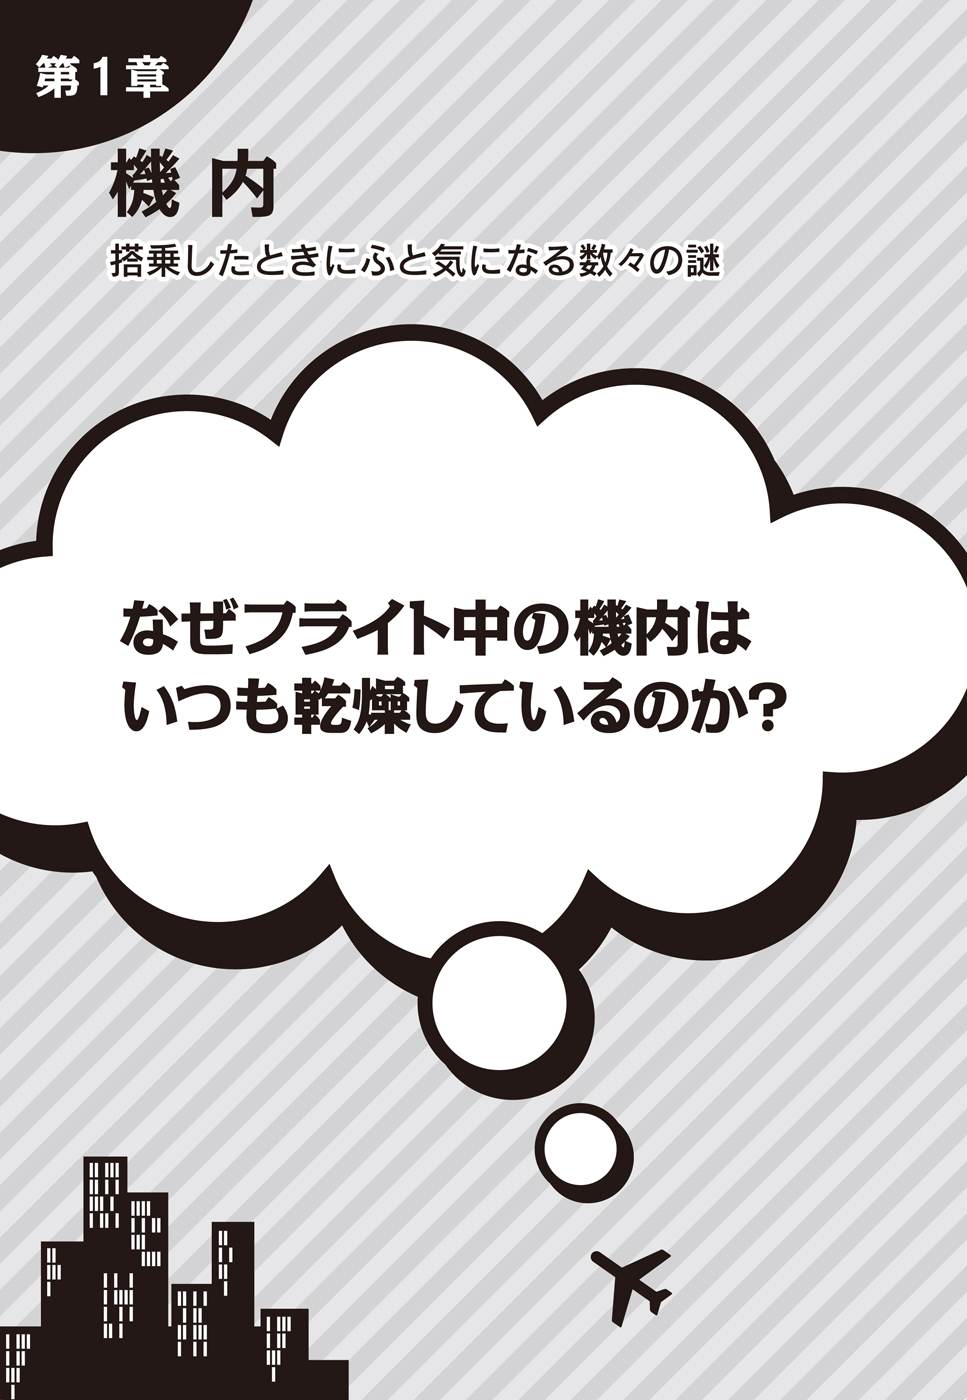 第1章
機内
搭乗したときにふと気になる数々の謎
なぜフライト中の機内は
いつも乾燥しているのか?